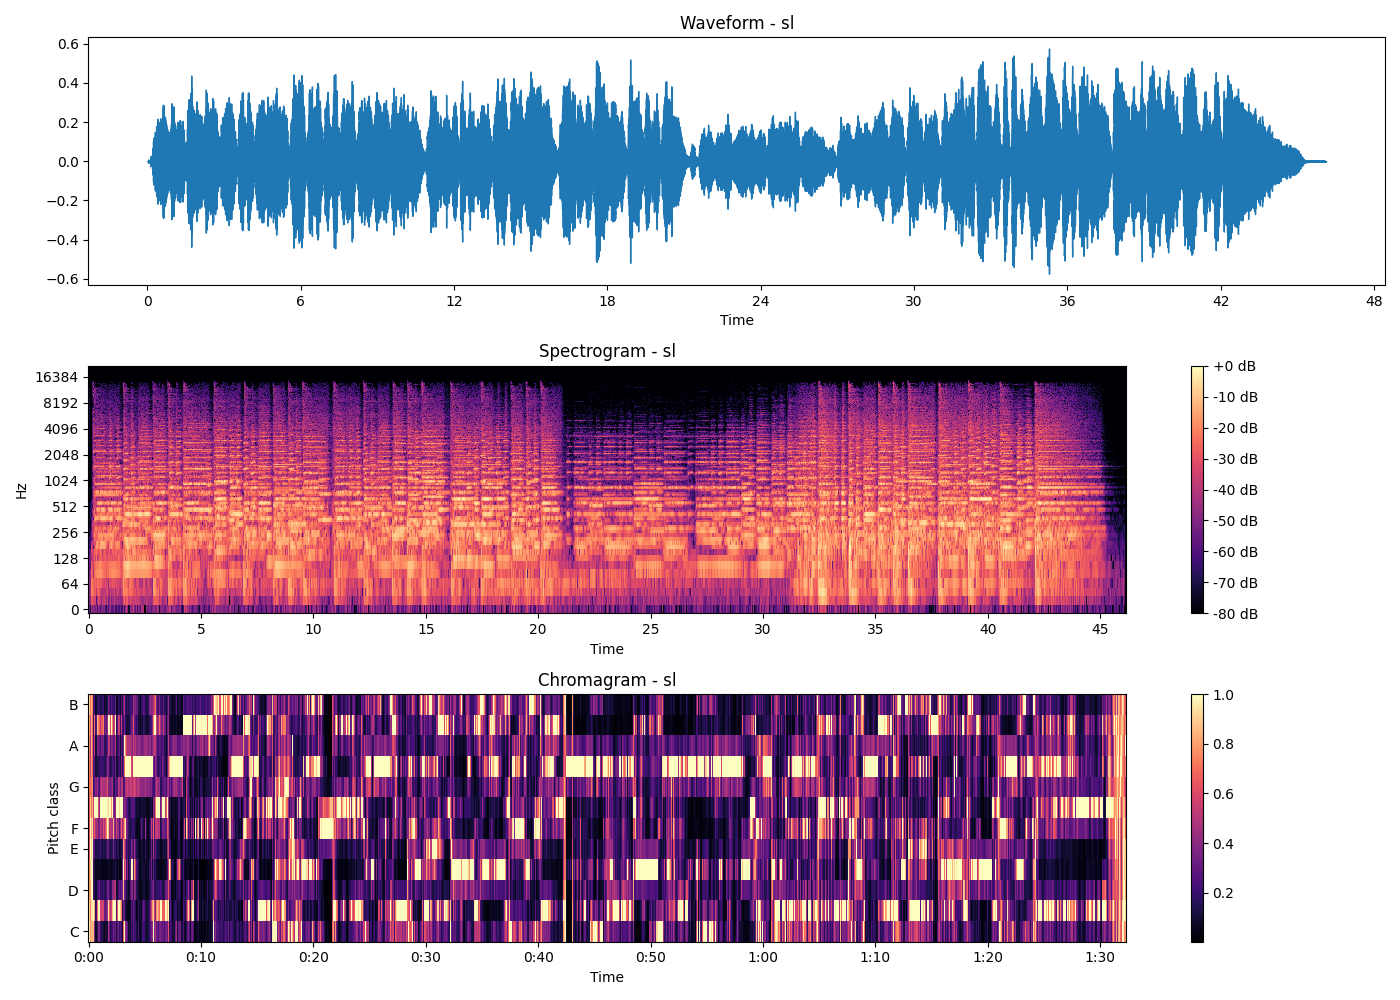 Waveform - sl
0.6
0.4
0.2
0.0
−0.2
−0.4
−0.6
0 6 12 18 24 30 36 42 48
Time
Spectrogram - sl
Hz
16384
8192
4096
2048
1024
512
256
128
64
0
0 5 10 15 20 25 30 35 40 45
Time
+0 dB
-10 dB
-20 dB
-30 dB
-40 dB
-50 dB
-60 dB
-70 dB
-80 dB
Chromagram - sl
Pitch class
B
A
G
F
E
D
C
0:00 0:10 0:20 0:30 0:40 0:50 1:00 1:10 1:20 1:30
Time
1.0
0.8
0.6
0.4
0.2